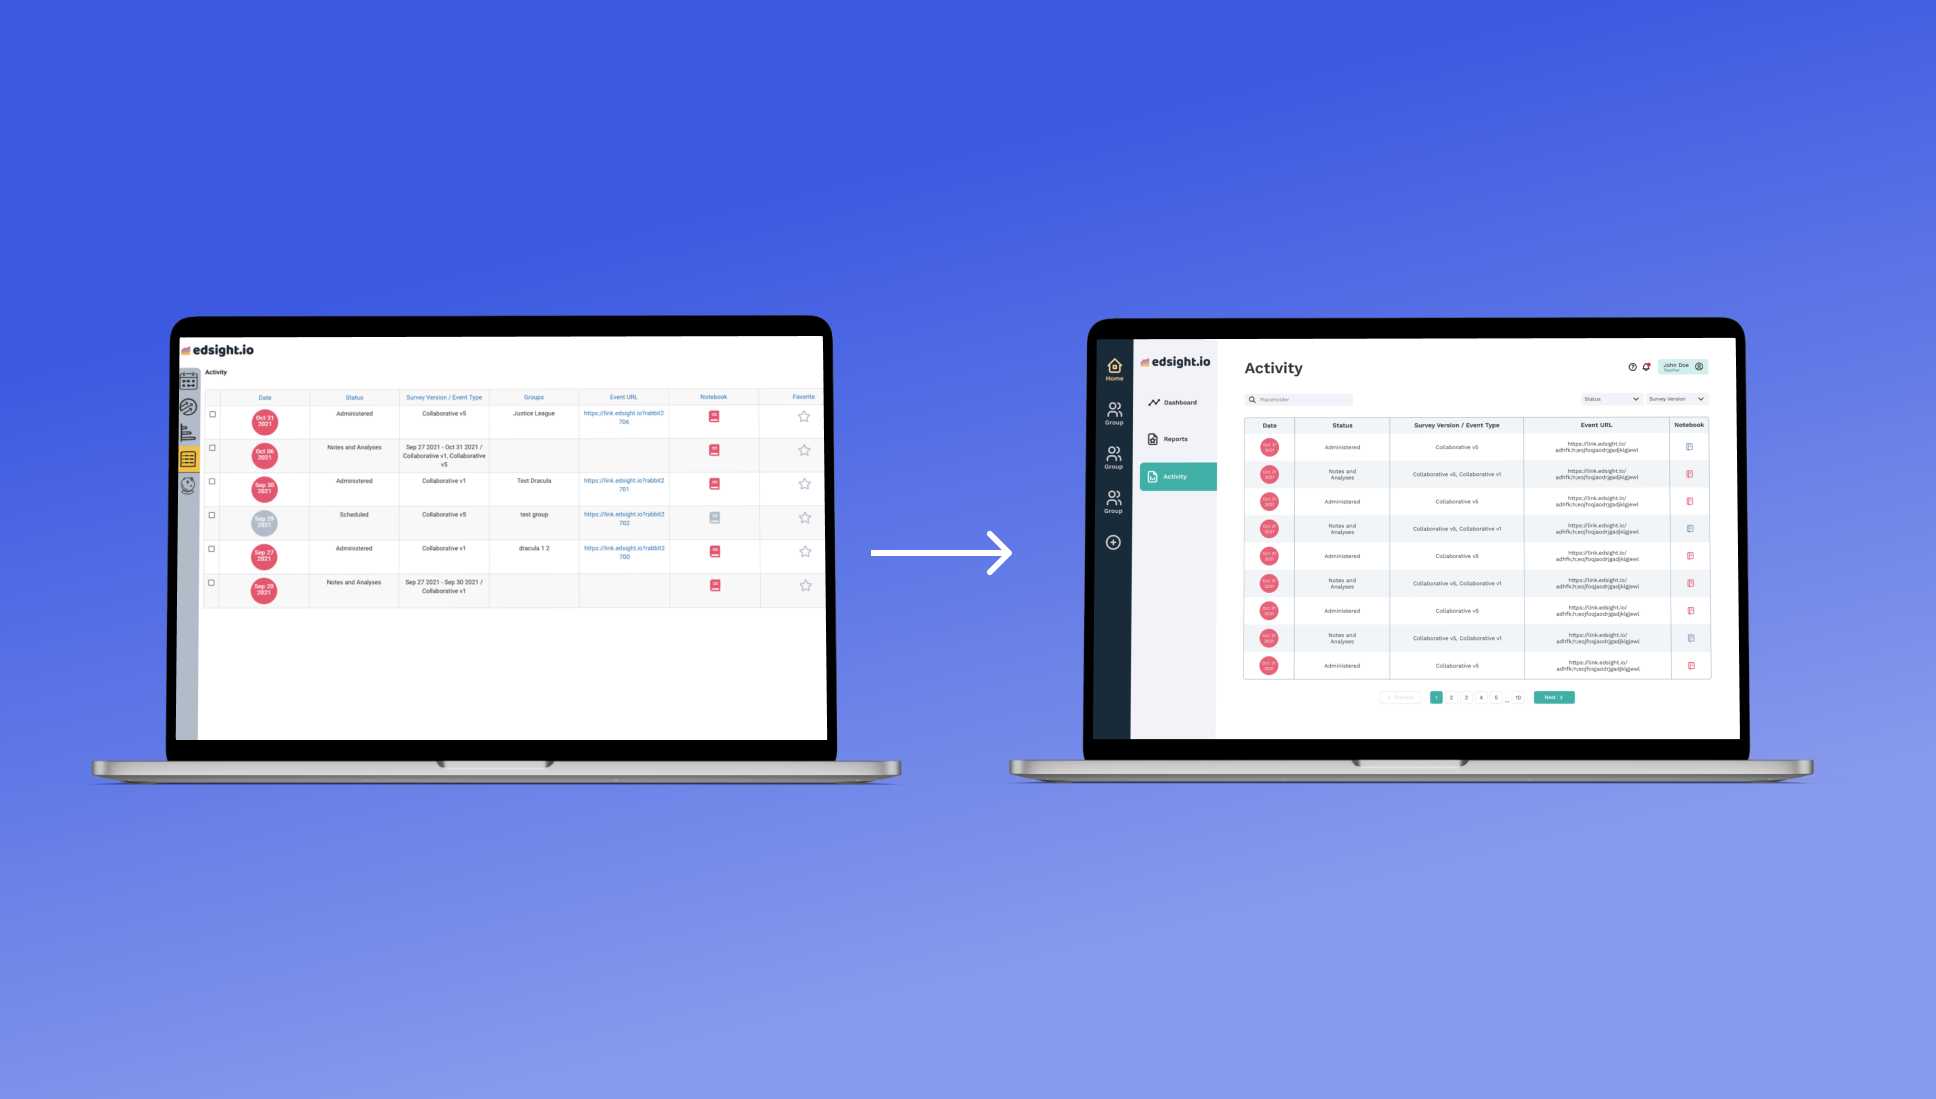 edsight.io
Activity
Date Status Survey Version / Event Type Groups Event URL Notebook Favorite
Oct 31
2021
Administered
Collaborative v5
Justice League
https://link.edsight.io?rabbit2
706
Oct 06
2021
Notes and Analyses
Sep 27 2021 - Oct 31 2021 /
Collaborative v1, Collaborative
v5
Sep 30
2021
Administered
Collaborative v1
Test Dracula
https://link.edsight.io?rabbit2
701
Sep 29
2021
Scheduled
Collaborative v5
test group
https://link.edsight.io?rabbit2
702
Sep 27
2021
Administered
Collaborative v1
dracula 1 2
https://link.edsight.io?rabbit2
700
Sep 20
2021
Notes and Analyses
Sep 27 2021 - Sep 30 2021 /
Collaborative v1
Home
Group
Group
Group
edsight.io
Dashboard
Reports
Activity
Activity
John Doe
Teacher
Placeholder
Status
Survey Version
Date Status Survey Version / Event Type Event URL Notebook
Oct 31
2021
Administered
Collaborative v5
https://link.edsight.io/
Oct 31
2021
Notes and
Analyses
Collaborative v5, Collaborative v1
https://link.edsight.io/
Oct 31
2021
Administered
Collaborative v5
https://link.edsight.io/
Oct 31
2021
Notes and
Analyses
Collaborative v5, Collaborative v1
https://link.edsight.io/
Oct 31
2021
Administered
Collaborative v5
https://link.edsight.io/
Oct 31
2021
Notes and
Analyses
Collaborative v5, Collaborative v1
https://link.edsight.io/
Oct 31
2021
Administered
Collaborative v5
https://link.edsight.io/
Oct 31
2021
Notes and
Analyses
Collaborative v5, Collaborative v1
https://link.edsight.io/
Oct 31
2021
Administered
Collaborative v5
https://link.edsight.io/
< Previous 1 2 3 4 5 ... 10 Next >